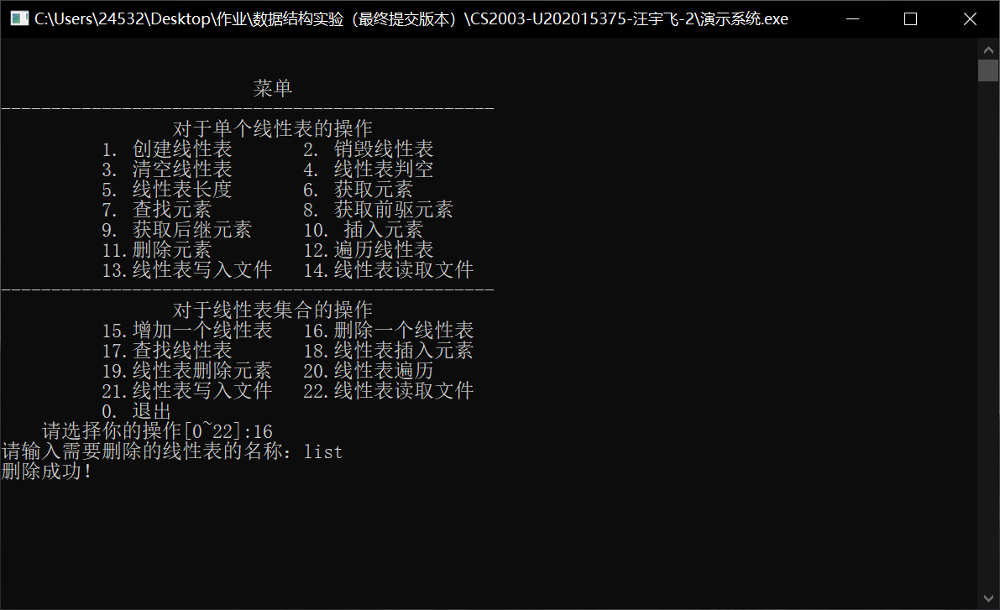 C:\Users\24532\Desktop\作业\数据结构实验（最终提交版本）\CS2003-U202015375-汪宇飞-2\演示系统.exe
菜单
-------------------------------------------------
对于单个线性表的操作
1. 创建线性表 2. 销毁线性表
3. 清空线性表 4. 线性表判空
5. 线性表长度 6. 获取元素
7. 查找元素 8. 获取前驱元素
9. 获取后继元素 10. 插入元素
11.删除元素 12.遍历线性表
13.线性表写入文件 14.线性表读取文件
-------------------------------------------------
对于线性表集合的操作
15.增加一个线性表 16.删除一个线性表
17.查找线性表 18.线性表插入元素
19.线性表删除元素 20.线性表遍历
21.线性表写入文件 22.线性表读取文件
0. 退出
请选择你的操作[0~22]:16
请输入需要删除的线性表的名称：list
删除成功！